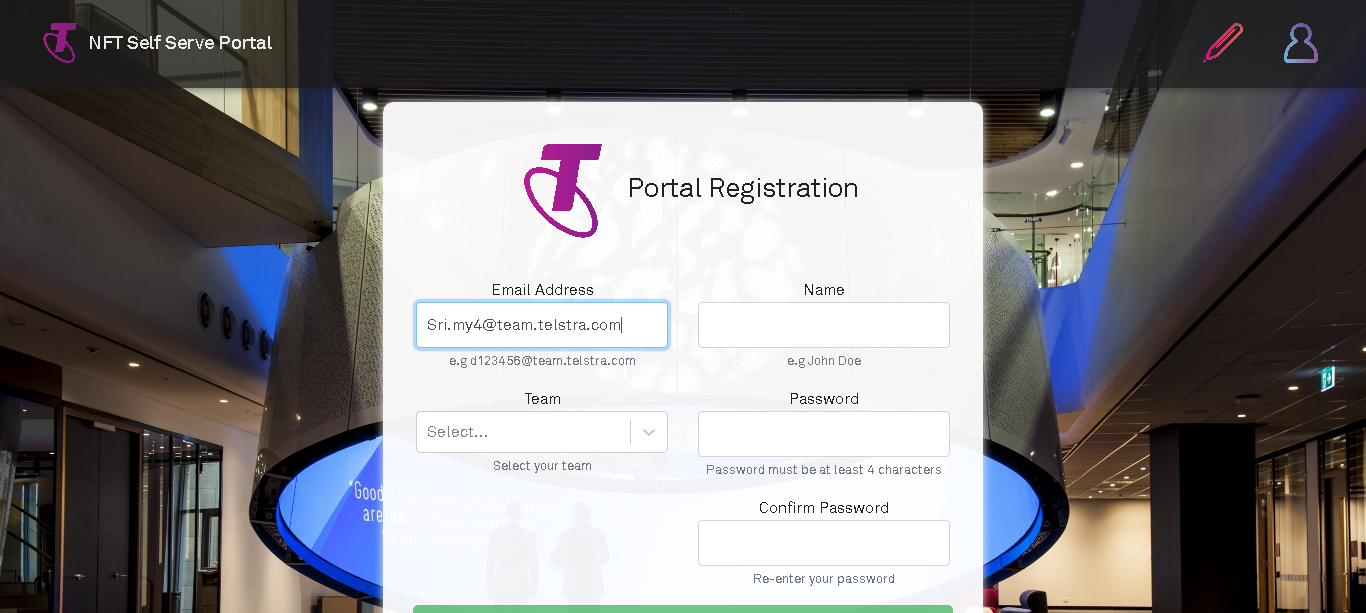 NFT Self Serve Portal
Portal Registration
Email Address
Name
Sri.my4@team.telstra.com
e.g d123456@team.telstra.com
e.g John Doe
Team
Password
Select...
Select your team
Password must be at least 4 characters
Confirm Password
Re-enter your password
"Good telecommunications
are absolutely
to our business